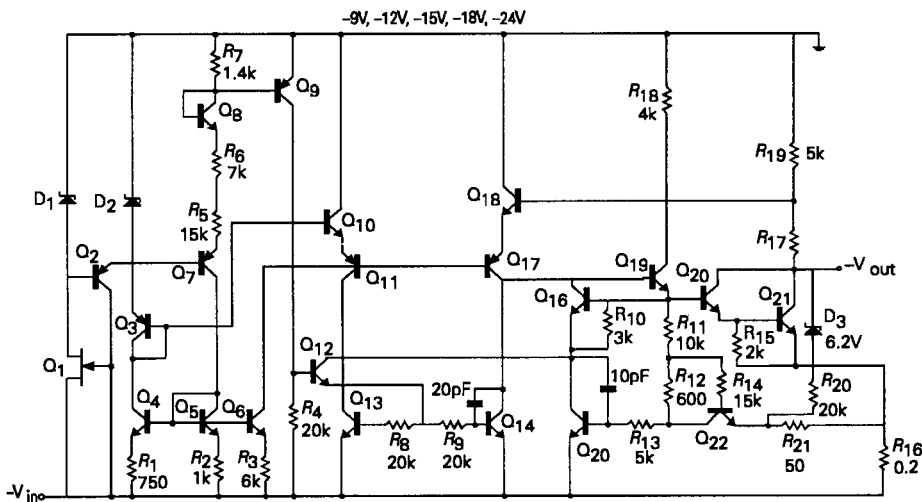 –9V, –12V, –15V, –18V, –24V
R7
1.4k
Q9
Q8
R18
4k
R6
7k
R19
5k
D1
D2
R5
15k
Q18
Q10
R17
Q2
Q7
Q11
Q17
Q19
Q20
–V out
Q16
Q21
Q3
R10
3k
R11
10k
R15
2k
D3
6.2V
Q1
Q12
20pF
10pF
R12
600
R14
15k
R20
20k
Q4
Q5
Q6
R4
20k
Q13
R8
20k
R9
20k
Q14
Q20
R13
5k
Q22
R21
50
R16
0.2
R1
750
R2
1k
R3
6k
–Vin